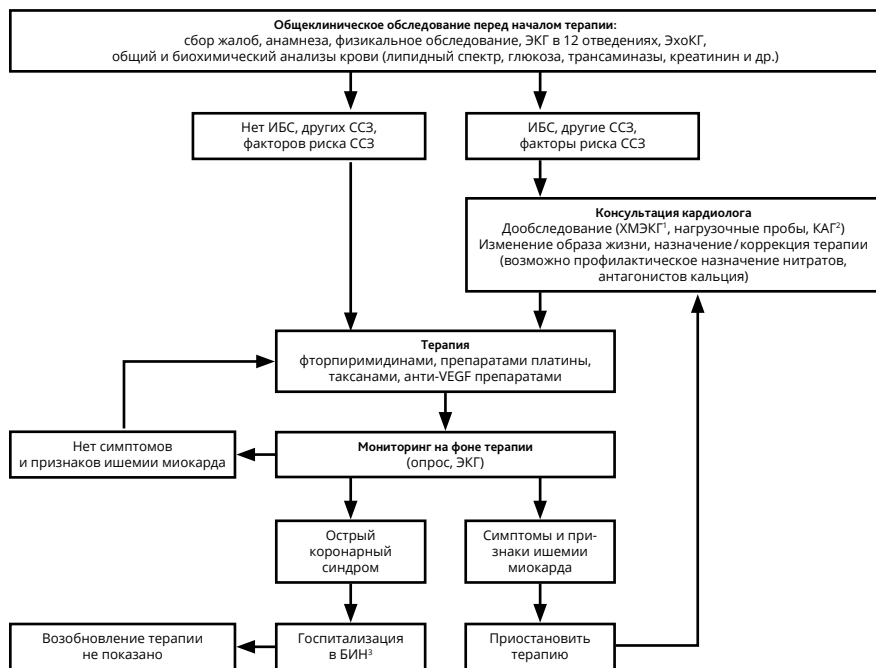 Общеклиническое обследование перед началом терапии:
сбор жалоб, анамнеза, физикальное обследование, ЭКГ в 12 отведениях, ЭхоКГ,
общий и биохимический анализы крови (липидный спектр, глюкоза, трансаминазы, креатинин и др.)
Нет ИБС, других ССЗ,
факторов риска ССЗ
ИБС, другие ССЗ,
факторы риска ССЗ
Консультация кардиолога
Дообследование (ХМЭКГ¹, нагрузочные пробы, КАГ²)
Изменение образа жизни, назначение/коррекция терапии
(возможно профилактическое назначение нитратов,
антагонистов кальция)
Терапия
фторпиримидинами, препаратами платины,
таксанами, анти-VEGF препаратами
Нет симптомов
и признаков ишемии миокарда
Мониторинг на фоне терапии
(опрос, ЭКГ)
Острый
коронарный
синдром
Симптомы и при-
знаки ишемии
миокарда
Возобновление терапии
не показано
Госпитализация
в БИН³
Приостановить
терапию